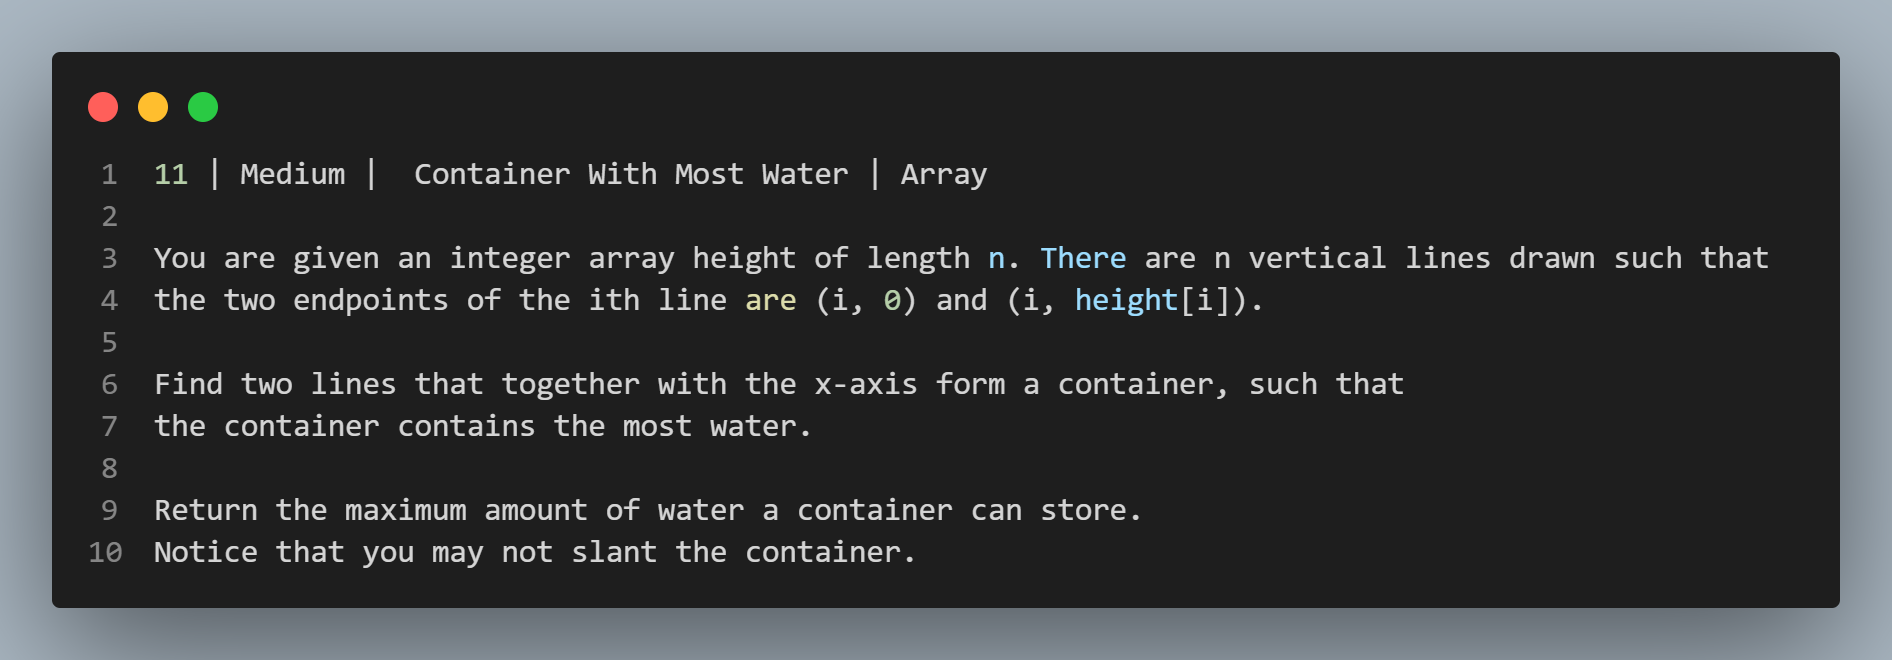 1 11 | Medium |  Container With Most Water | Array
2
3 You are given an integer array height of length n. There are n vertical lines drawn such that
4 the two endpoints of the ith line are (i, 0) and (i, height[i]).
5
6 Find two lines that together with the x-axis form a container, such that
7 the container contains the most water.
8
9 Return the maximum amount of water a container can store.
10 Notice that you may not slant the container.